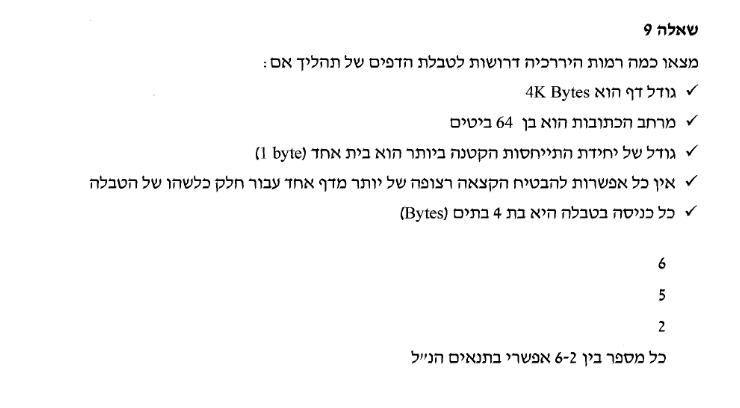 שאלה 9
מצאו כמה רמות היררכיה דרושות לטבלת הדפים של תהליך אם:
✓ גודל דף הוא 4K Bytes
✓ מרחב הכתובות הוא בן 64 ביטים
✓ גודל של יחידת התייחסות הקטנה ביותר הוא בית אחד (1 byte)
✓ אין כל אפשרות להבטיח הקצאה רצופה של יותר מדף אחד עבור חלק כלשהו של הטבלה
✓ כל כניסה בטבלה היא בת 4 בתים (Bytes)
6
5
2
כל מספר בין 6-2 אפשרי בתנאים הנ"ל